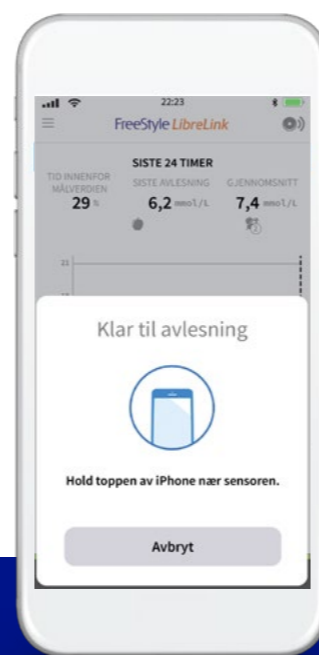 22:23
FreeStyle LibreLink
SISTE 24 TIMER
TID INNENFOR MÅLVERDIEN
29 %
SISTE AVLESNING
6,2 mmol/L
GJENNOMSNITT
7,4 mmol/L
21
Klar til avlesning
Hold toppen av iPhone nær sensoren.
Avbryt